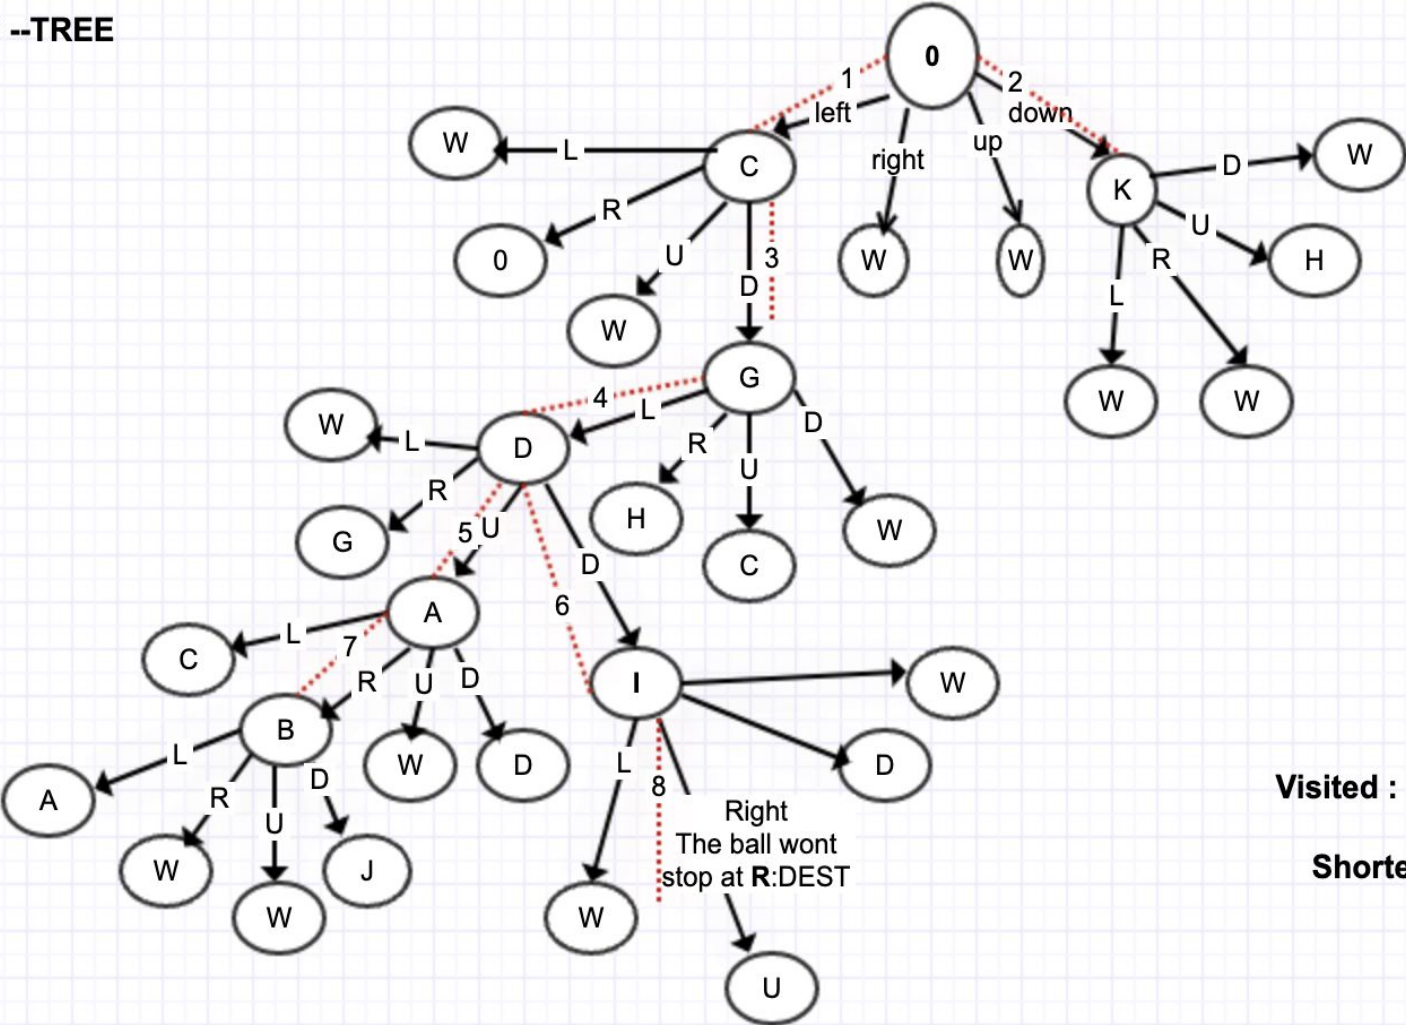 --TREE
0
1
2
left
down
right
up
W
L
C
K
D
W
R
U
0
U
3
D
W
W
W
L
R
H
W
G
W
W
4
L
W
L
D
R
U
D
R
5
U
G
H
C
W
D
6
A
L
7
C
R
U
D
I
W
B
L
W
D
D
A
R
U
D
L
8
Right
The ball wont
stop at R:DEST
W
J
W
W
U
Visited :
Shorte